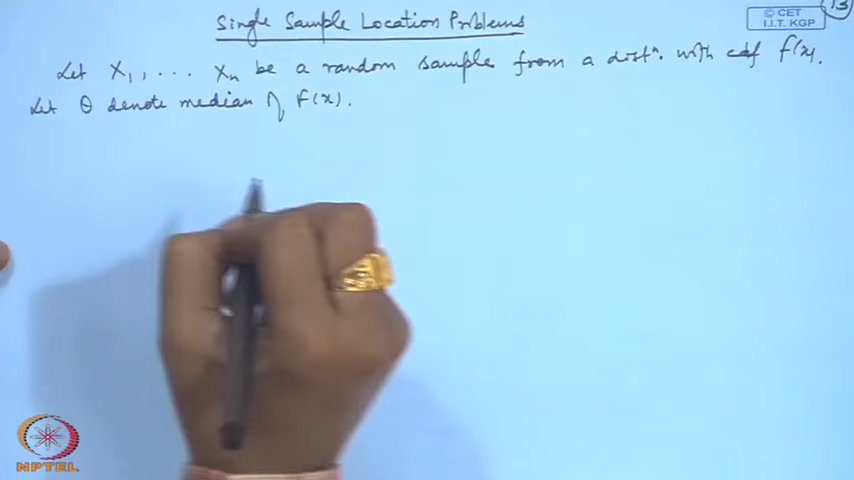 Single Sample Location Problems
© CET
I.I.T. KGP
13
Let X₁, ... Xₙ be a random sample from a distⁿ. with cdf F(x).
Let θ denote median of F(x).
NPTEL